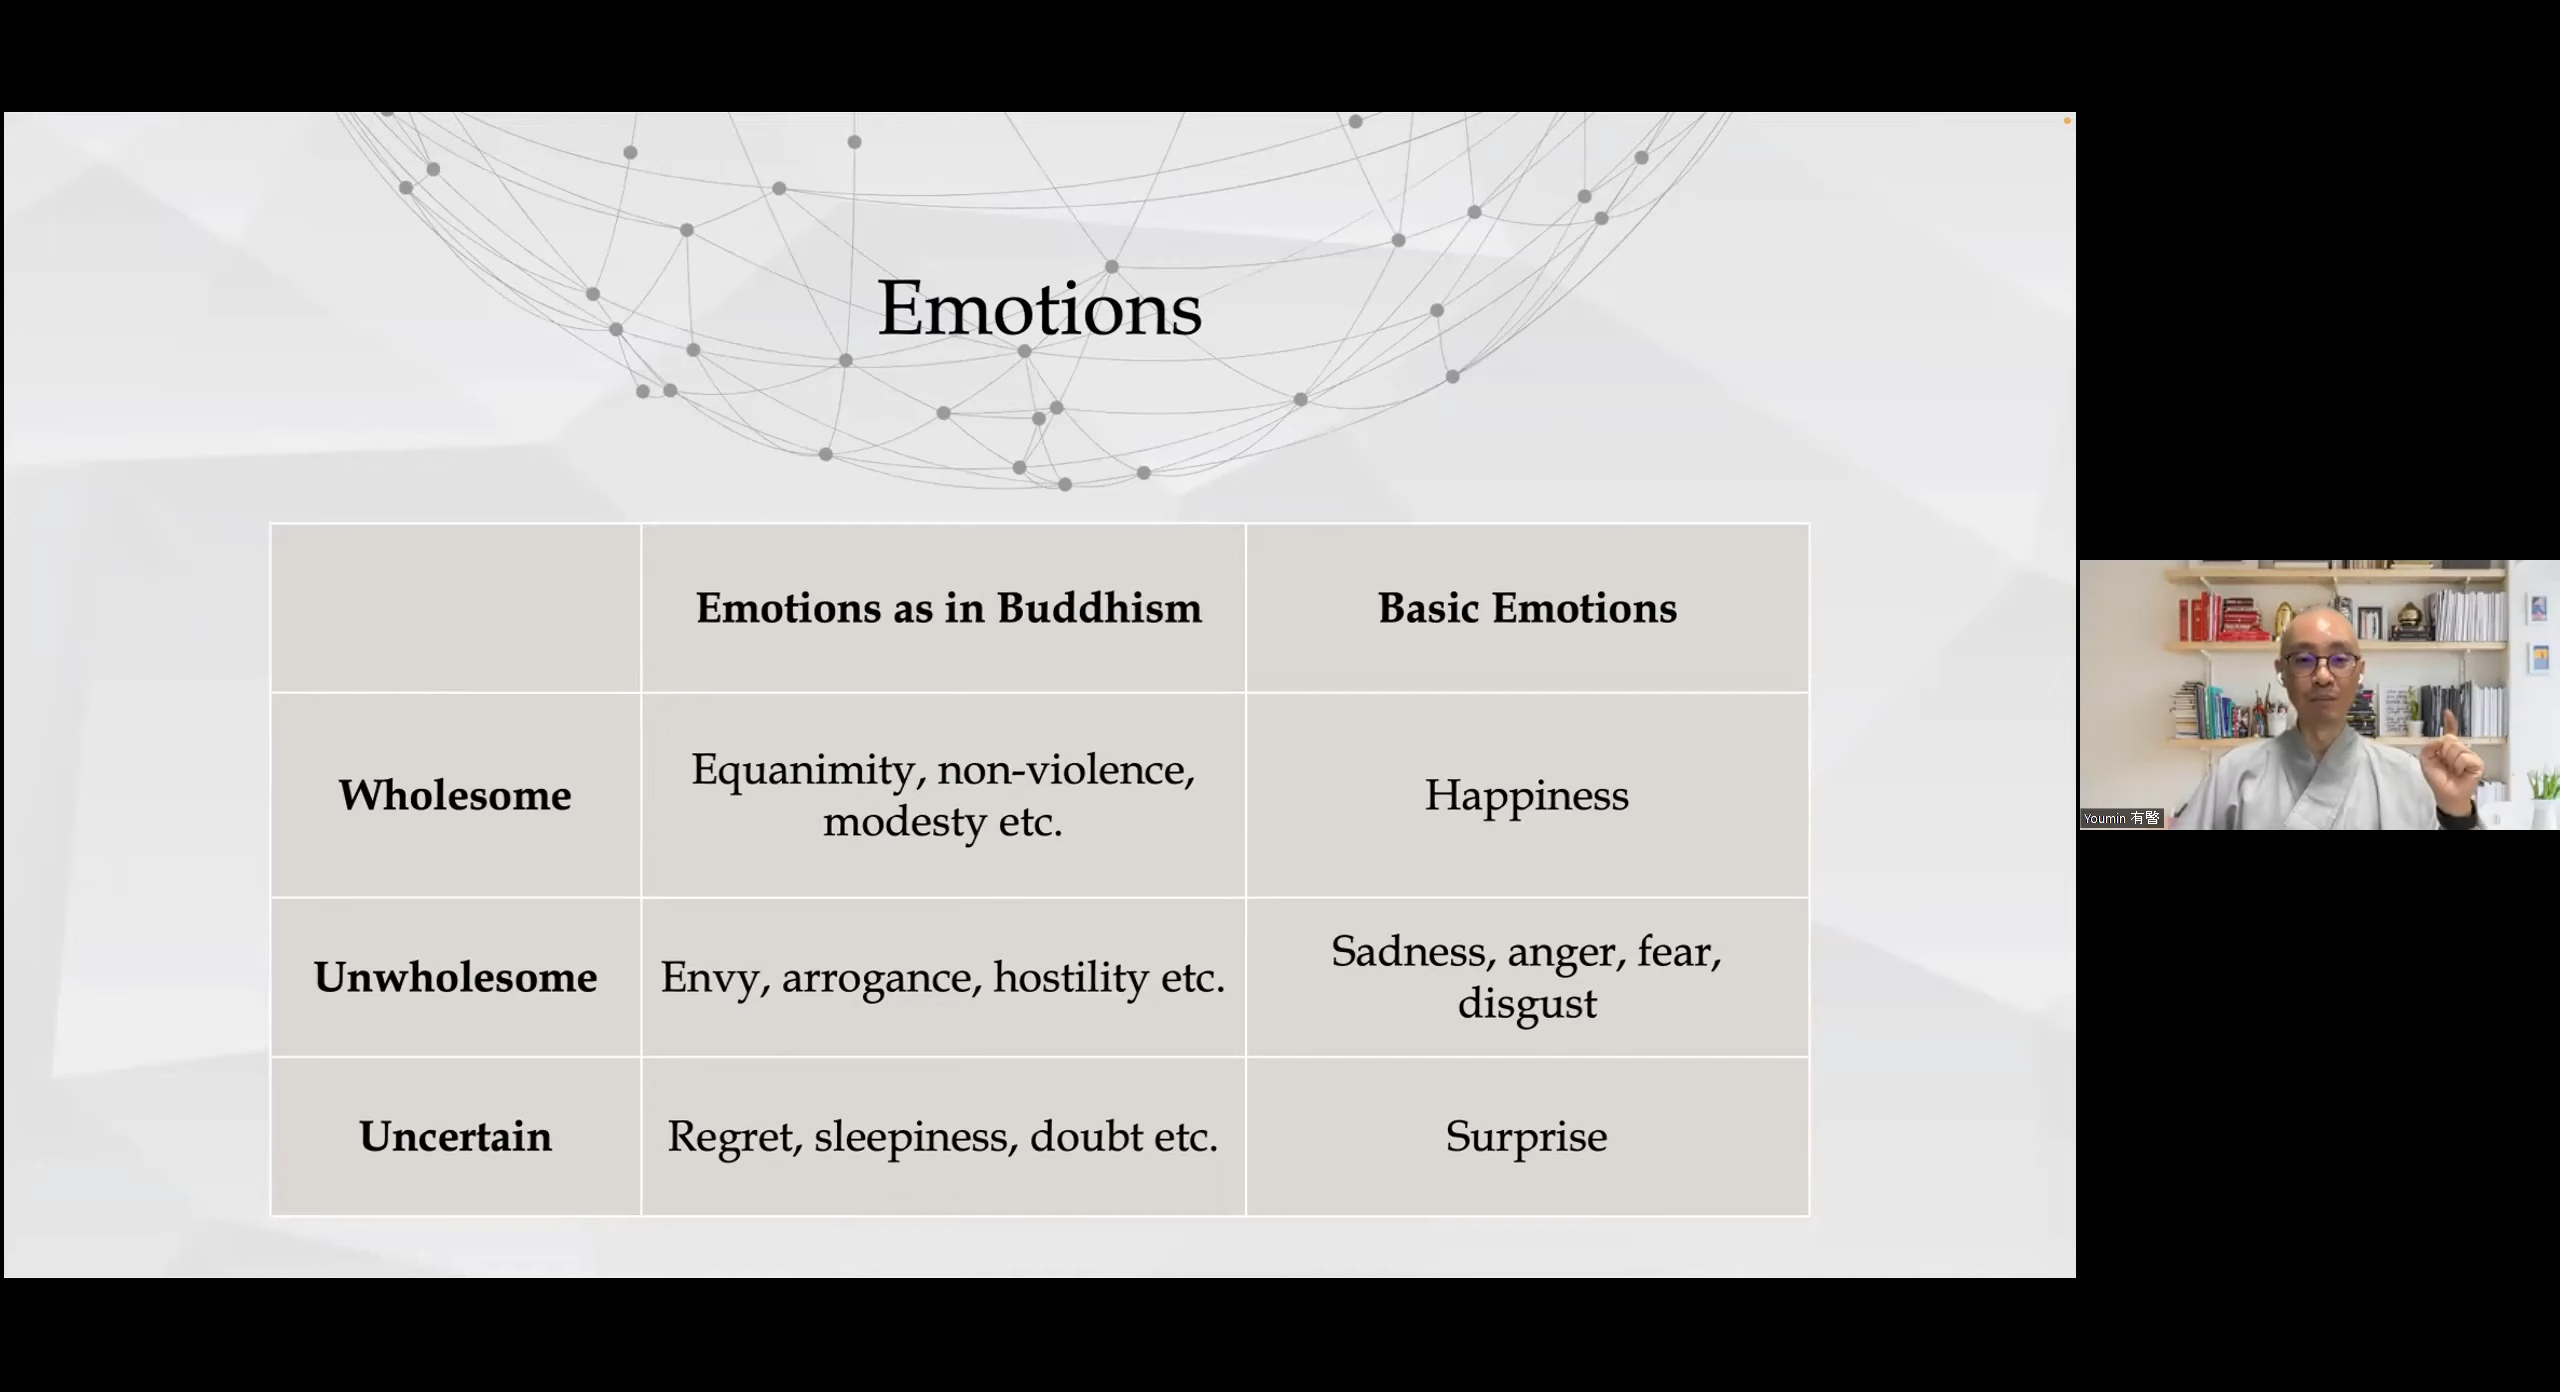 Emotions
Emotions as in Buddhism
Basic Emotions
Wholesome
Equanimity, non-violence,
modesty etc.
Happiness
Unwholesome
Envy, arrogance, hostility etc.
Sadness, anger, fear,
disgust
Uncertain
Regret, sleepiness, doubt etc.
Surprise
Youmin 有暋